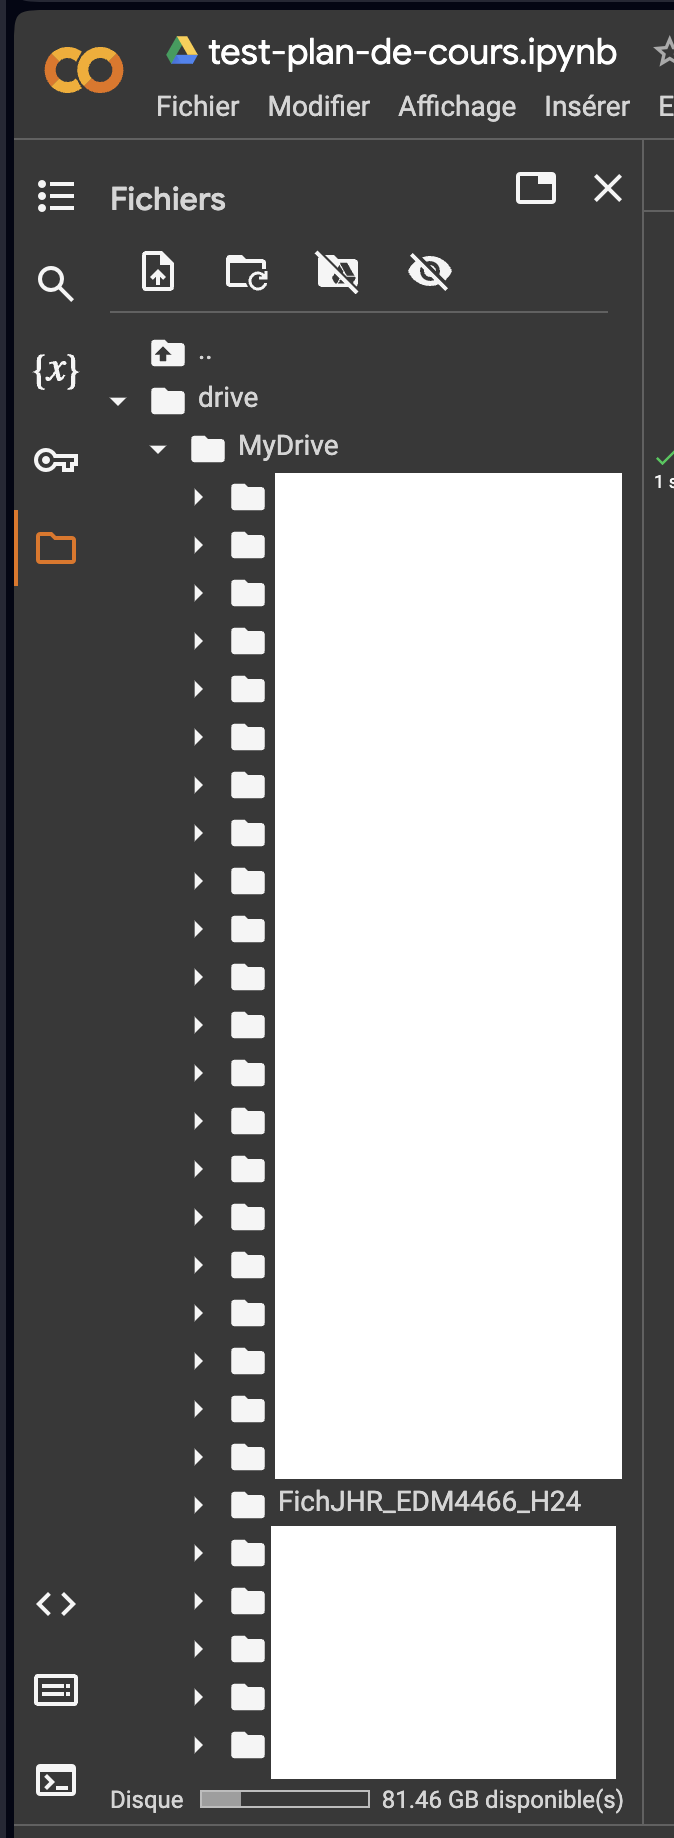 test-plan-de-cours.ipynb
Fichier Modifier Affichage Insérer E
Fichiers
{x}
..
drive
MyDrive
1 s
FichJHR_EDM4466_H24
Disque 81.46 GB disponible(s)